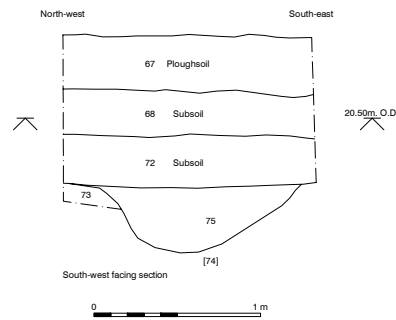 North-west South-east
67 Ploughsoil
68 Subsoil
20.50m. O.D
72 Subsoil
73
75
[74]
South-west facing section
0 1 m